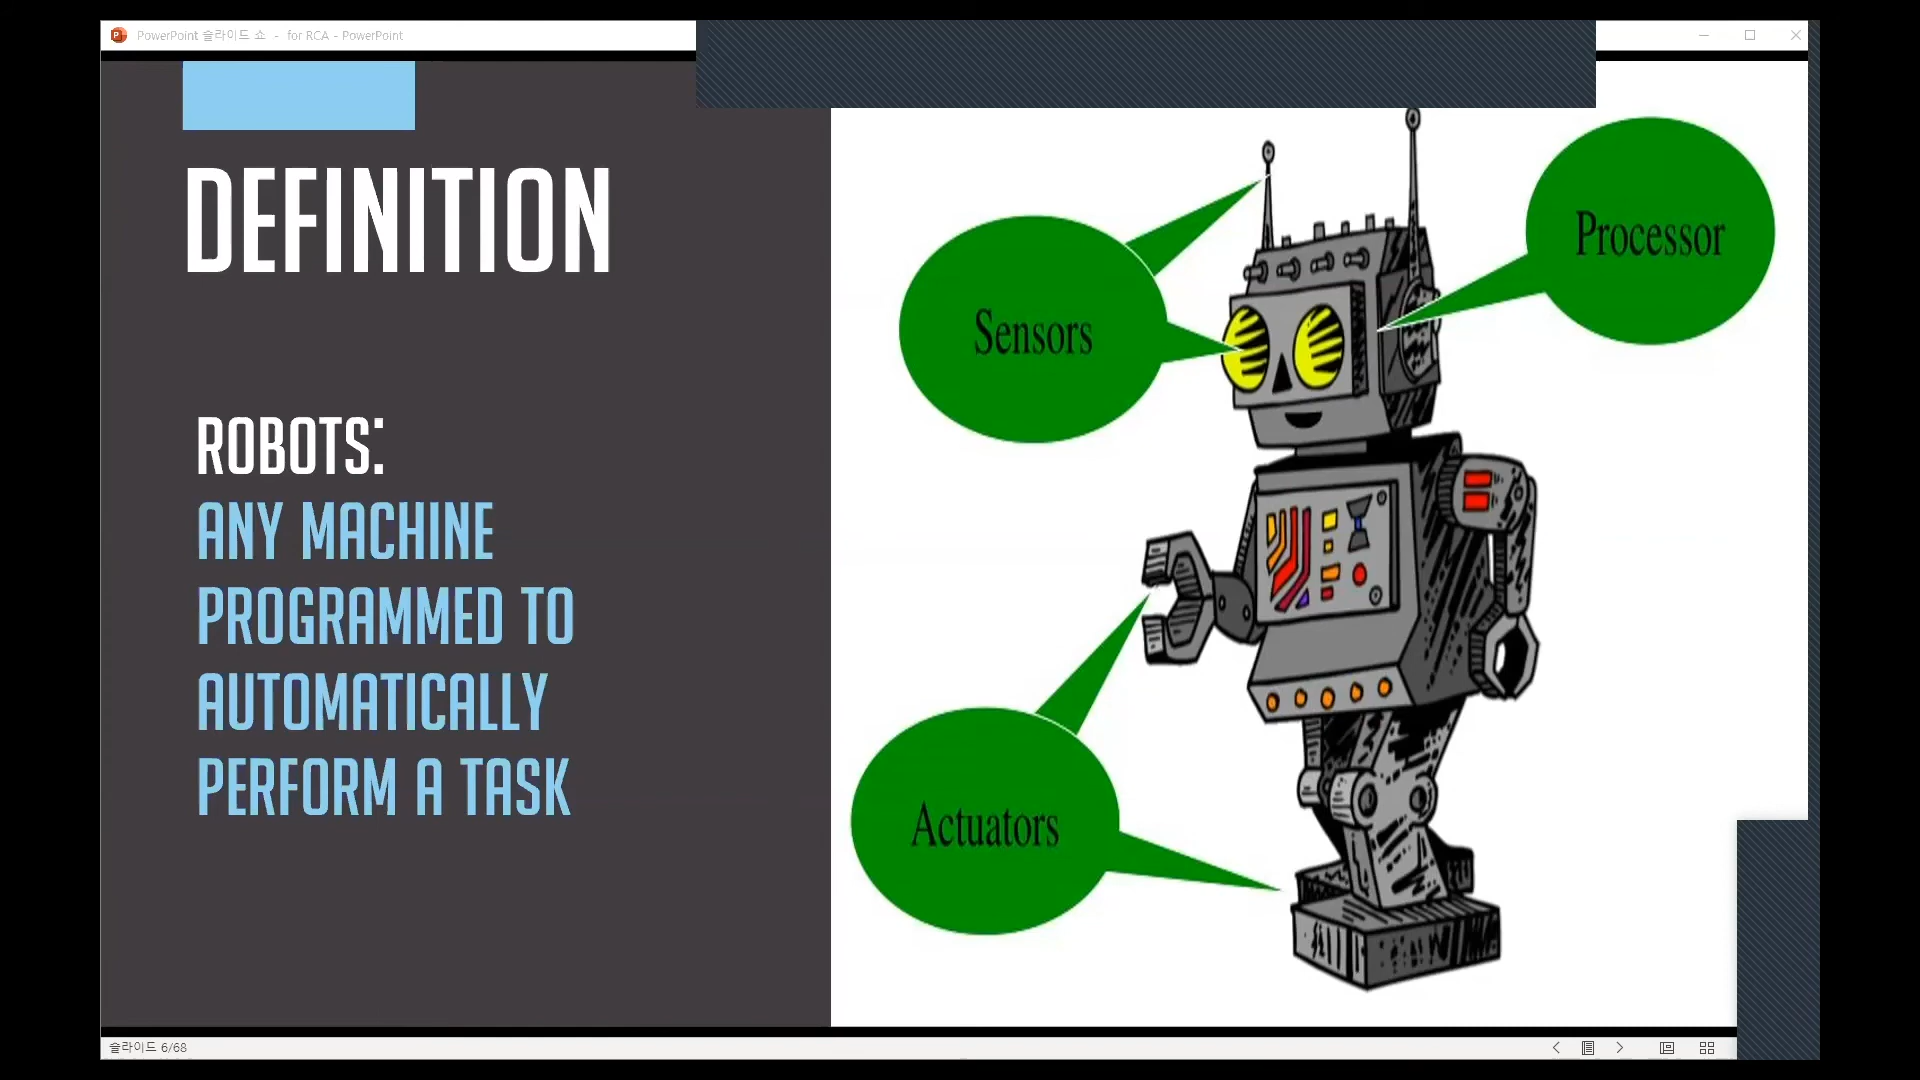 PowerPoint 슬라이드 쇼 - for RCA - PowerPoint
DEFINITION
ROBOTS:
ANY MACHINE
PROGRAMMED TO
AUTOMATICALLY
PERFORM A TASK
Sensors
Processor
Actuators
슬라이드 6/68